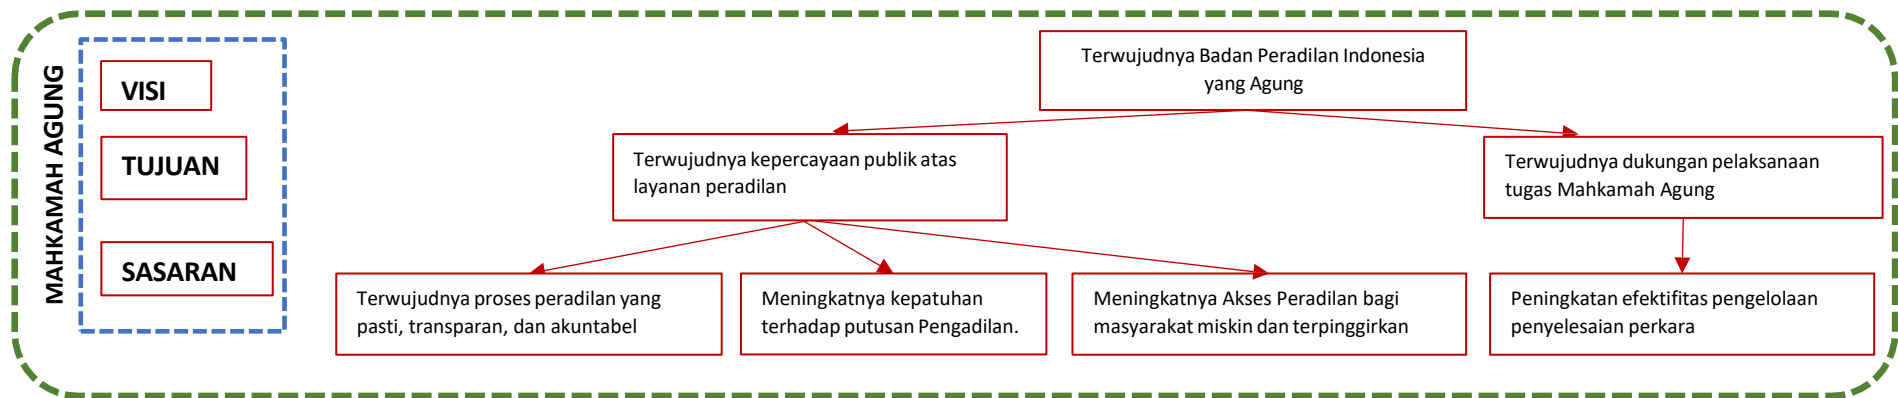 MAHKAMAH AGUNG
VISI
TUJUAN
SASARAN
Terwujudnya Badan Peradilan Indonesia
yang Agung
Terwujudnya kepercayaan publik atas
layanan peradilan
Terwujudnya dukungan pelaksanaan
tugas Mahkamah Agung
Terwujudnya proses peradilan yang
pasti, transparan, dan akuntabel
Meningkatnya kepatuhan
terhadap putusan Pengadilan.
Meningkatnya Akses Peradilan bagi
masyarakat miskin dan terpinggirkan
Peningkatan efektifitas pengelolaan
penyelesaian perkara